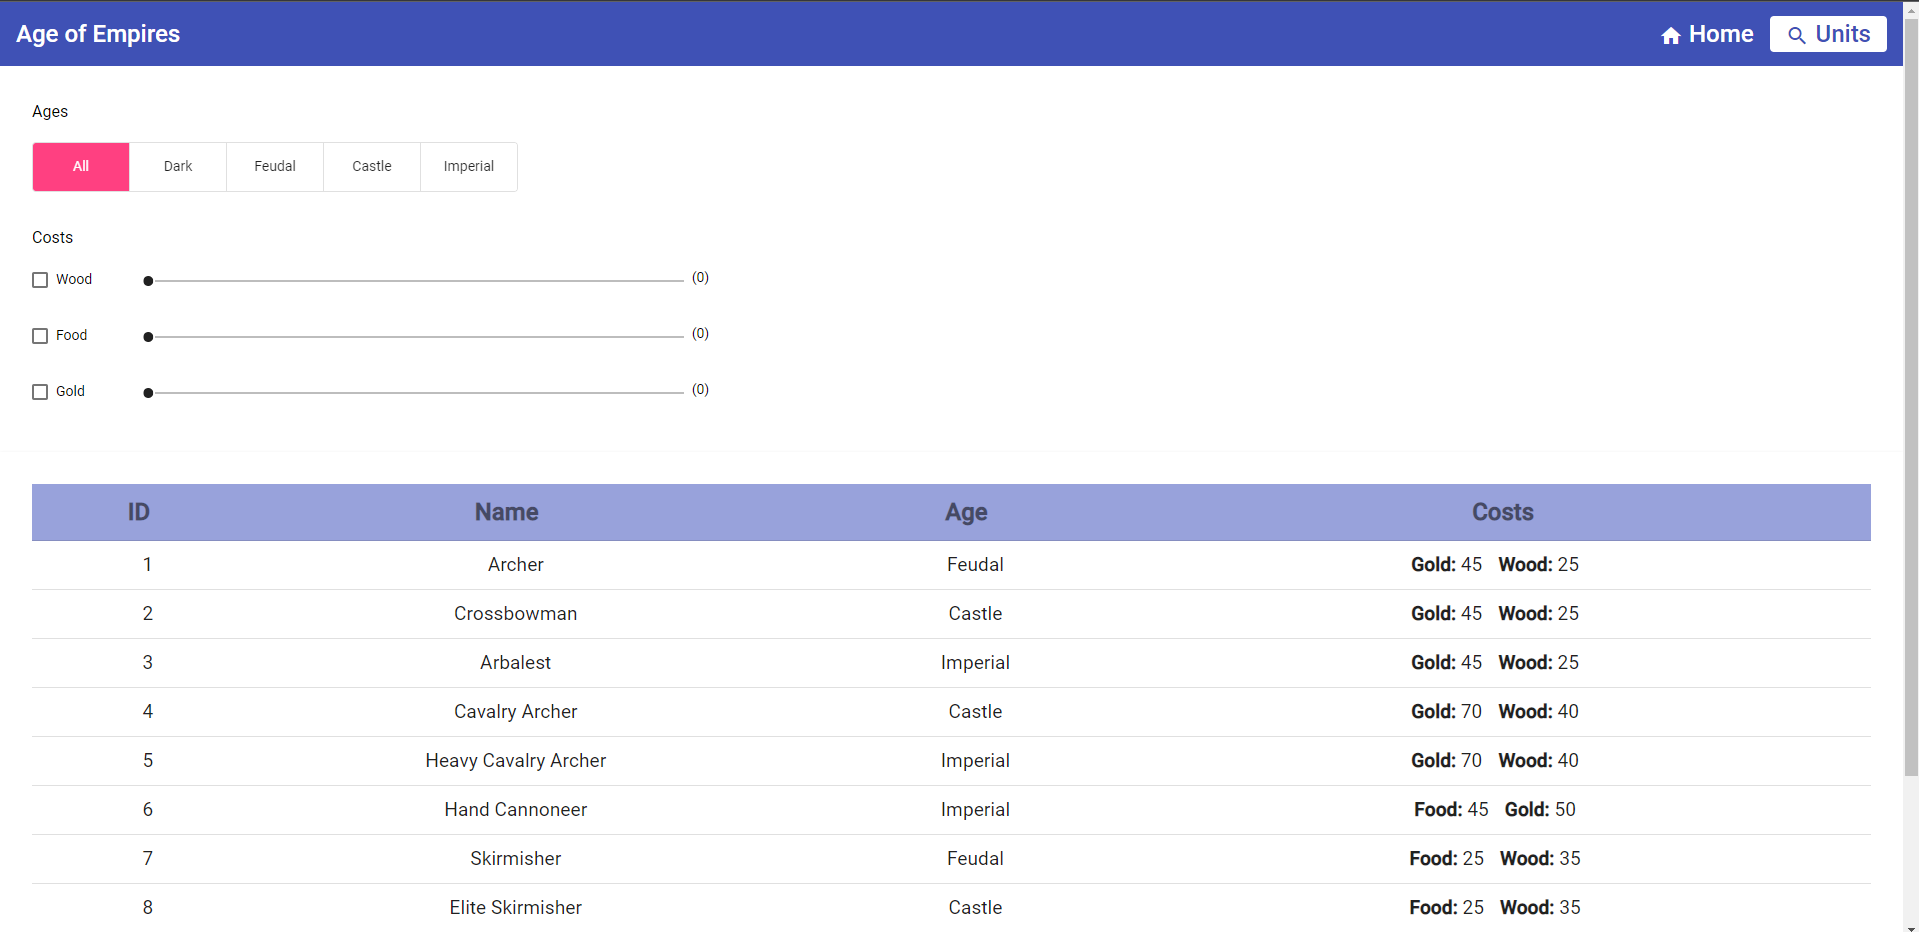 Age of Empires Home Units
Ages
All Dark Feudal Castle Imperial
Costs
Wood (0)
Food (0)
Gold (0)
ID Name Age Costs
1 Archer Feudal Gold: 45 Wood: 25
2 Crossbowman Castle Gold: 45 Wood: 25
3 Arbalest Imperial Gold: 45 Wood: 25
4 Cavalry Archer Castle Gold: 70 Wood: 40
5 Heavy Cavalry Archer Imperial Gold: 70 Wood: 40
6 Hand Cannoneer Imperial Food: 45 Gold: 50
7 Skirmisher Feudal Food: 25 Wood: 35
8 Elite Skirmisher Castle Food: 25 Wood: 35